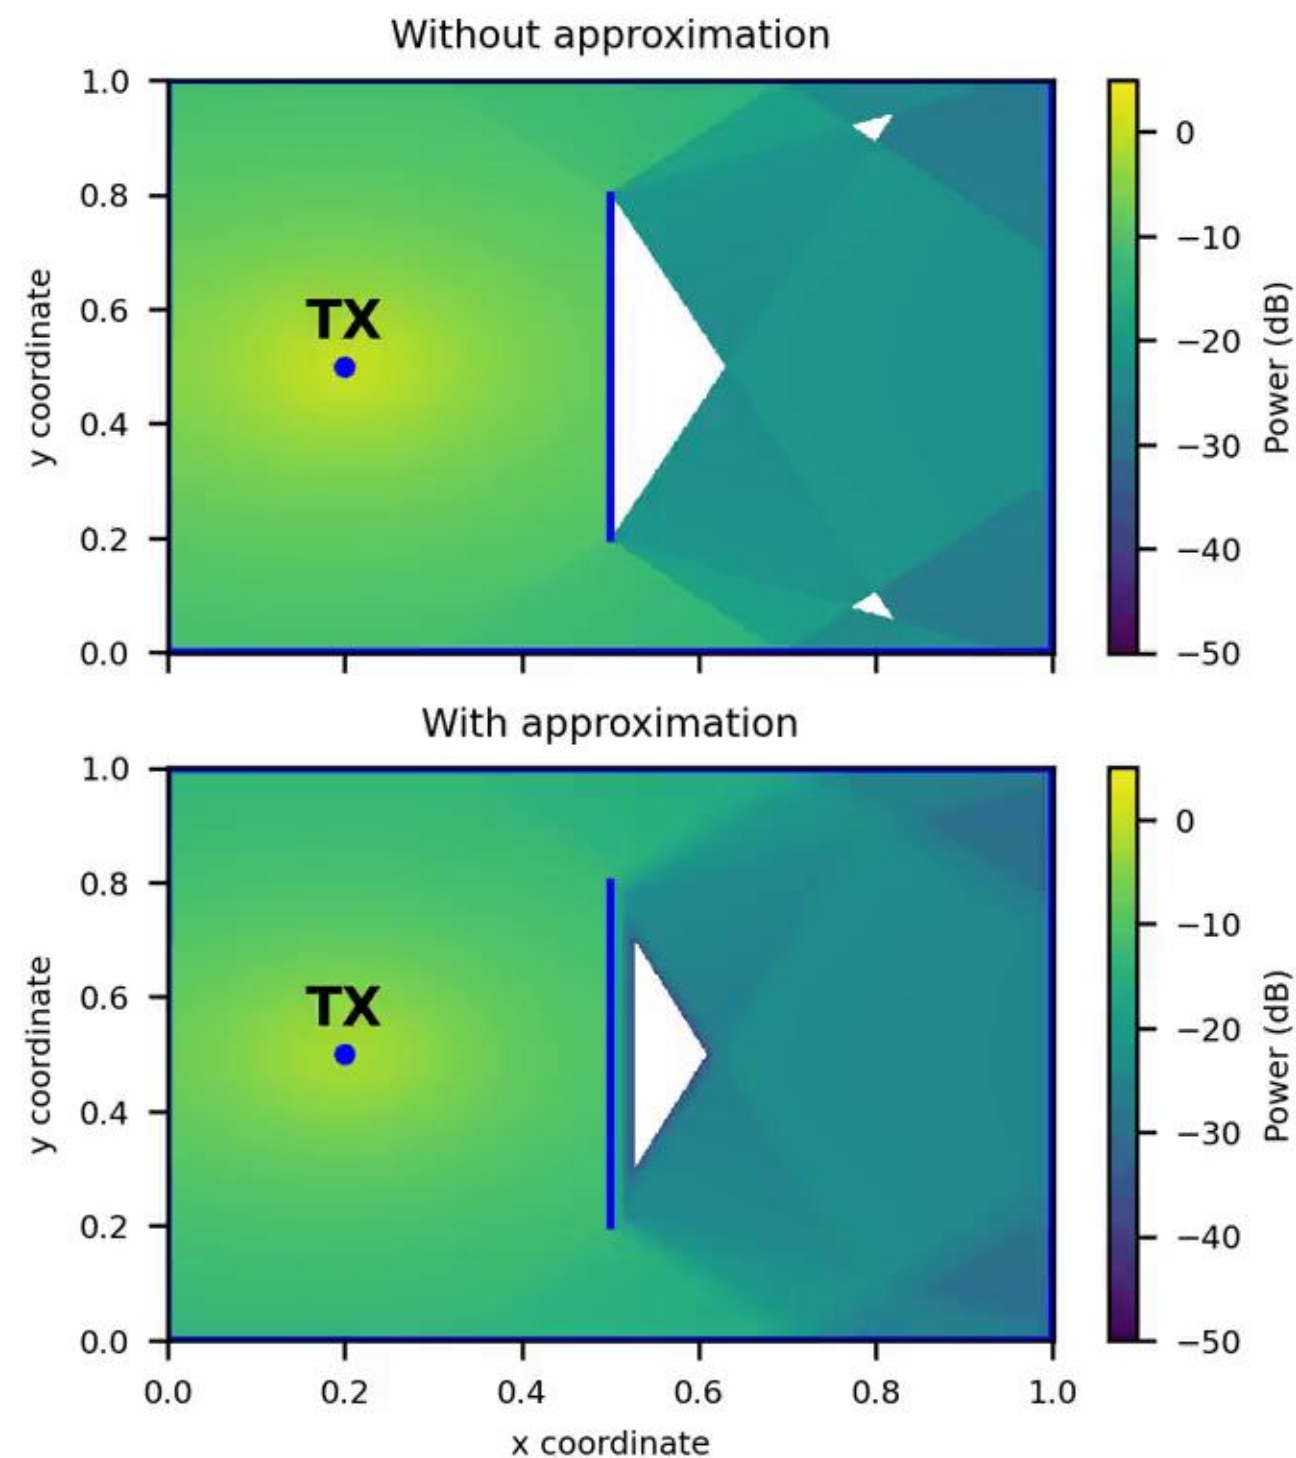 Without approximation
1.0
0.8
0.6
0.4
0.2
0.0
y coordinate
TX
0
−10
−20
−30
−40
−50
Power (dB)
With approximation
1.0
0.8
0.6
0.4
0.2
0.0
y coordinate
TX
0.0 0.2 0.4 0.6 0.8 1.0
x coordinate
0
−10
−20
−30
−40
−50
Power (dB)